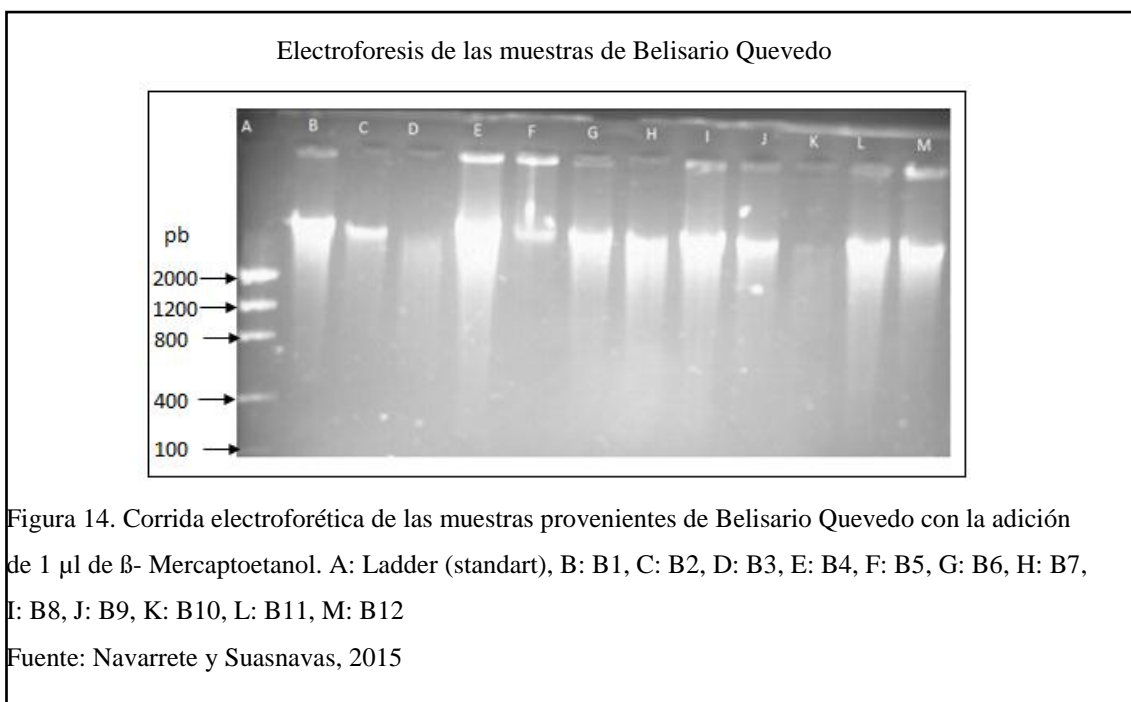 Electroforesis de las muestras de Belisario Quevedo
A B C D E F G H I J K L M
pb
2000
1200
800
400
100
Figura 14. Corrida electroforética de las muestras provenientes de Belisario Quevedo con la adición
de 1 µl de ß- Mercaptoetanol. A: Ladder (standart), B: B1, C: B2, D: B3, E: B4, F: B5, G: B6, H: B7,
I: B8, J: B9, K: B10, L: B11, M: B12
Fuente: Navarrete y Suasnavas, 2015